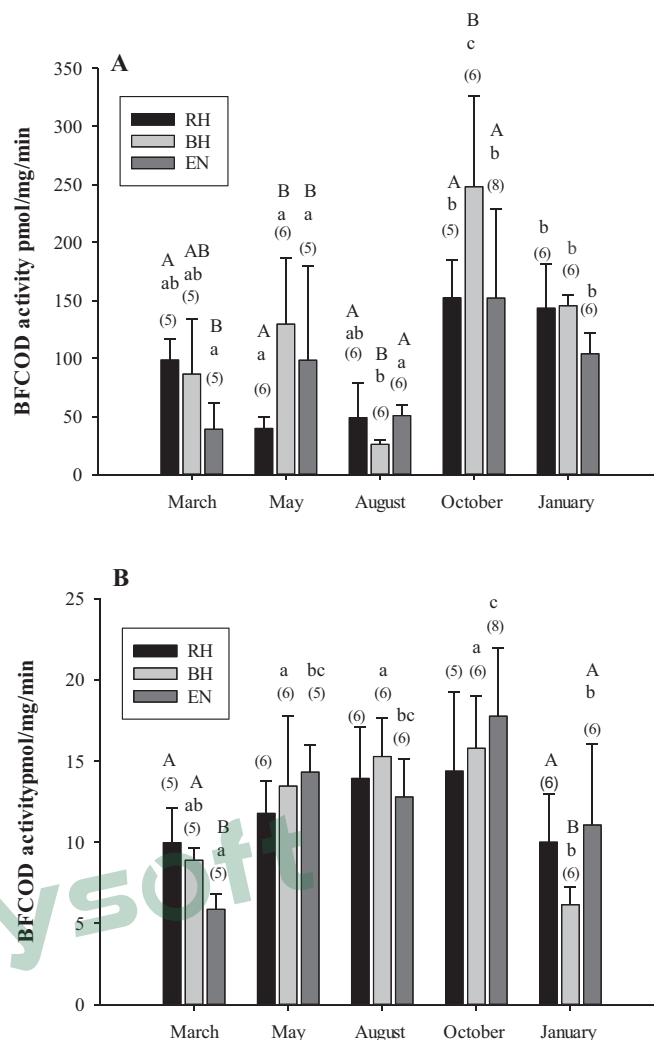 A
B
c
(6)
350
300
250
200
150
100
50
0
BFCOD activity pmol/mg/min
RH
BH
EN
A
ab
(5)
AB
ab
(5)
B
a
(5)
A
a
(6)
B
a
(6)
B
a
(5)
A
ab
(6)
B
b
(6)
A
a
(6)
A
b
(5)
A
b
(8)
b
(6)
b
(6)
b
(6)
March May August October January
B
25
20
15
10
5
0
BFCOD activitypmol/mg/min
RH
BH
EN
A
(5)
A
ab
(5)
B
a
(5)
(6)
a
(6)
bc
(5)
(6)
a
(6)
bc
(6)
(5)
a
(6)
c
(8)
A
(6)
B
b
(6)
A
b
(6)
March May August October January
ysoft